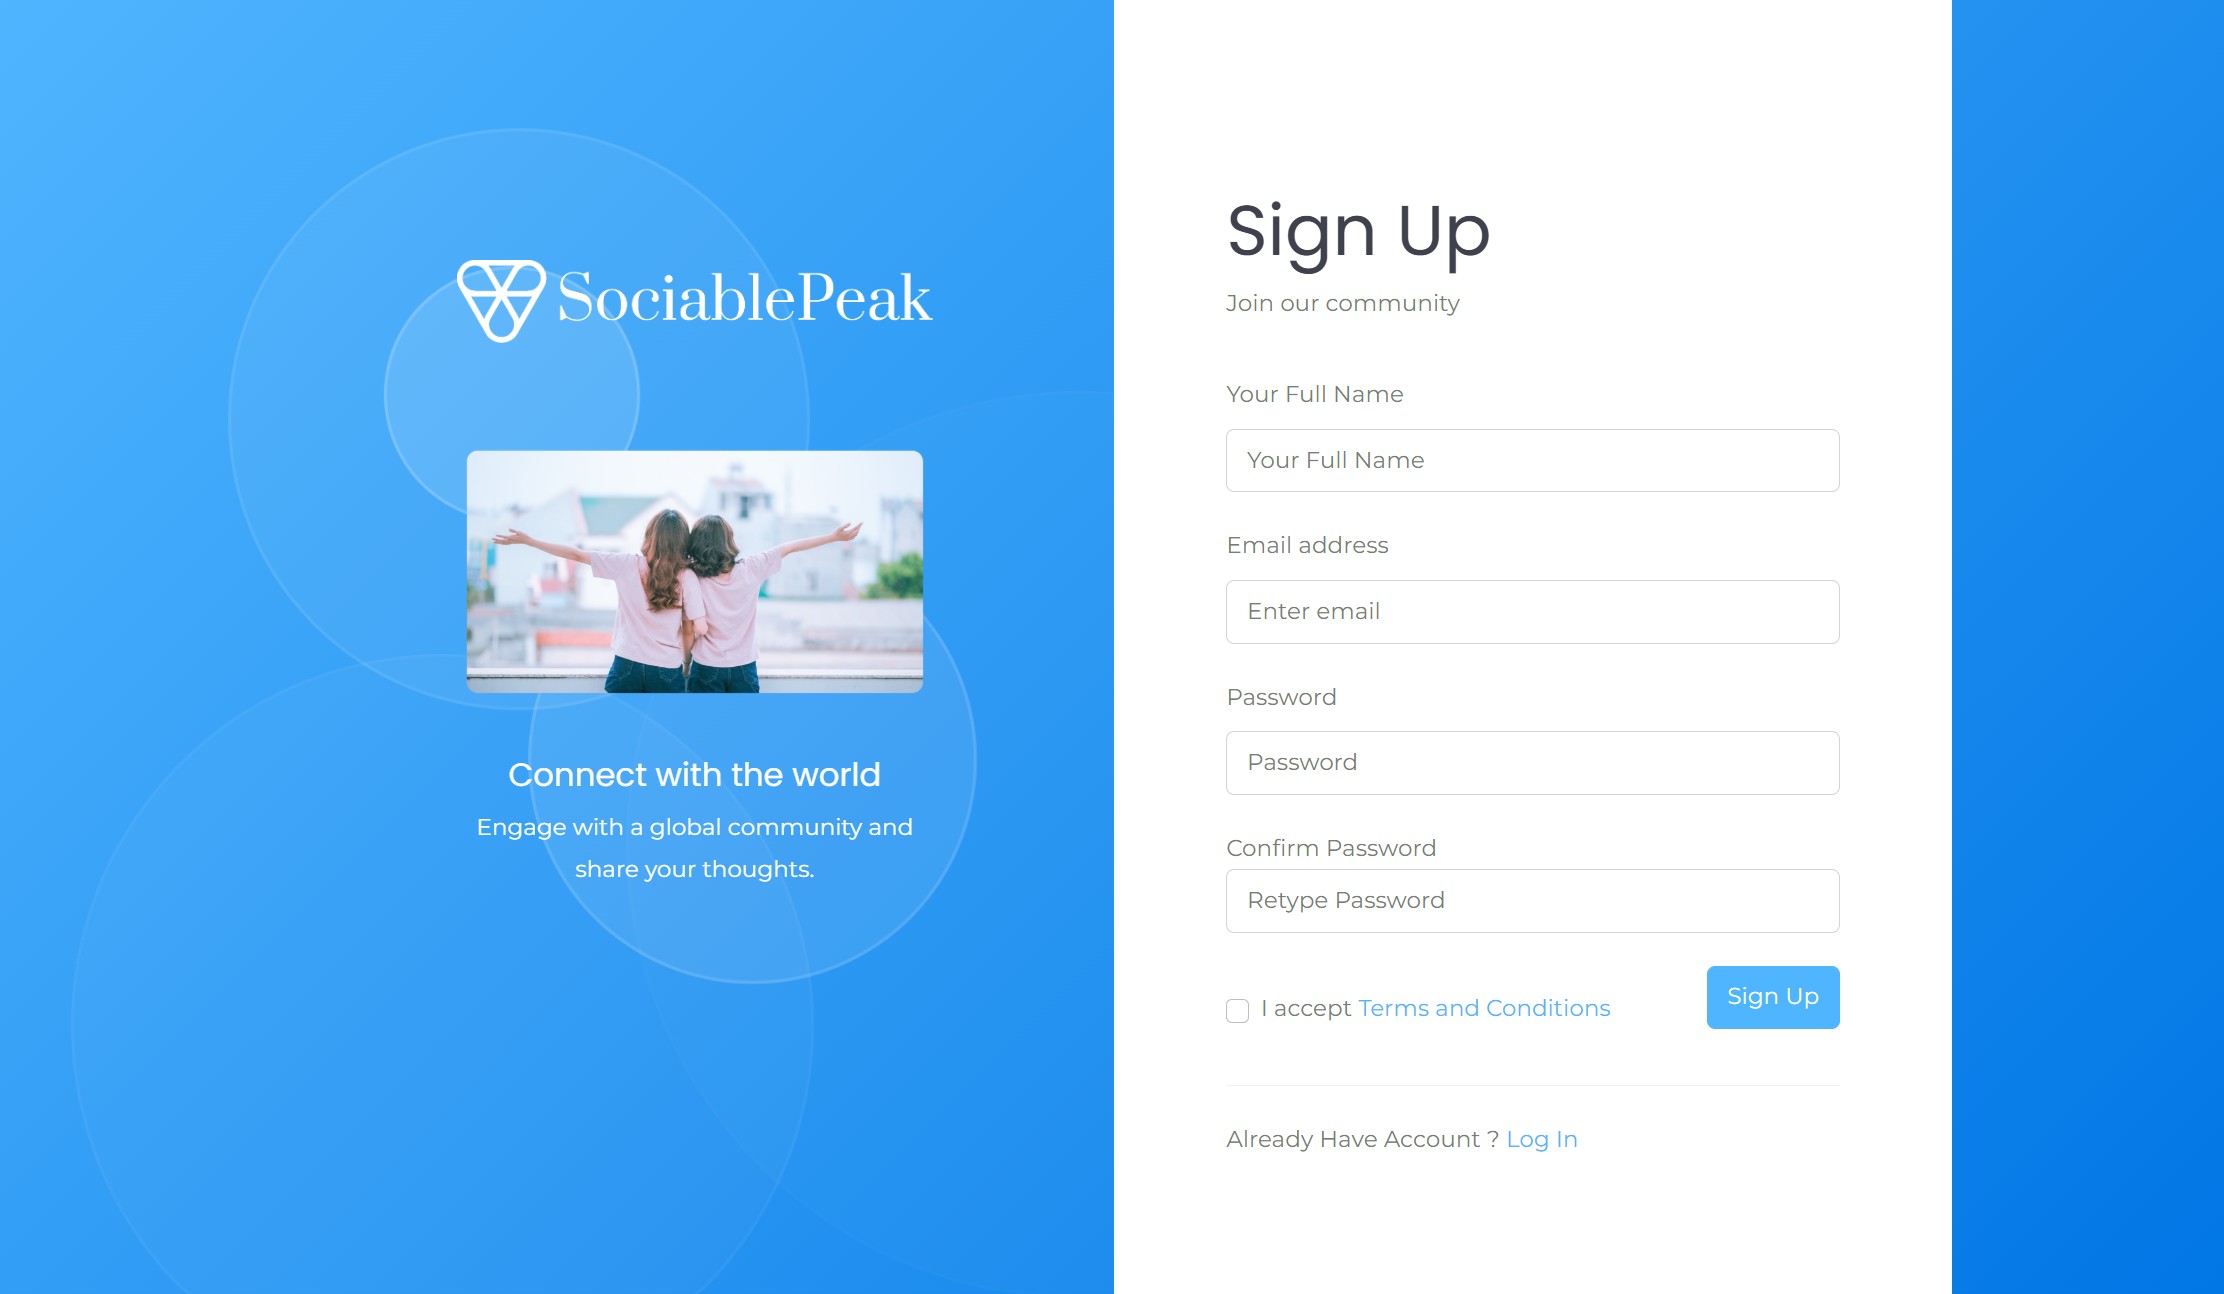 SociablePeak
Connect with the world
Engage with a global community and
share your thoughts.
Sign Up
Join our community
Your Full Name
Your Full Name
Email address
Enter email
Password
Password
Confirm Password
Retype Password
I accept Terms and Conditions
Sign Up
Already Have Account ? Log In